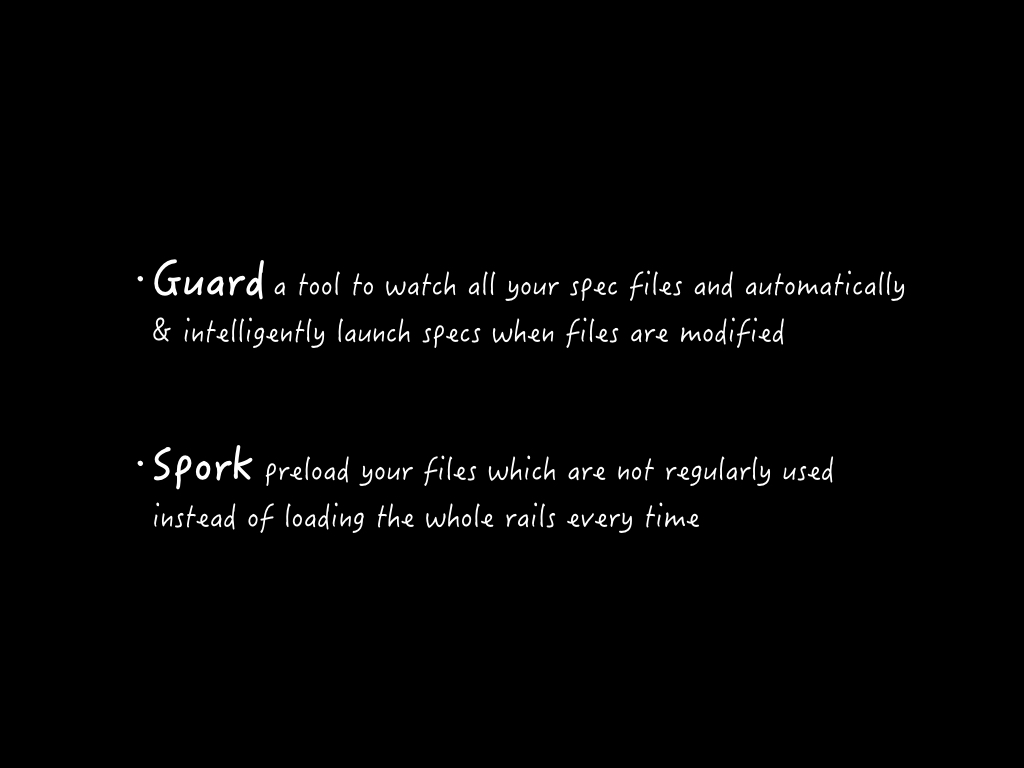 · Guard a tool to watch all your spec files and automatically
& intelligently launch specs when files are modified
· Spork preload your files which are not regularly used
instead of loading the whole rails every time